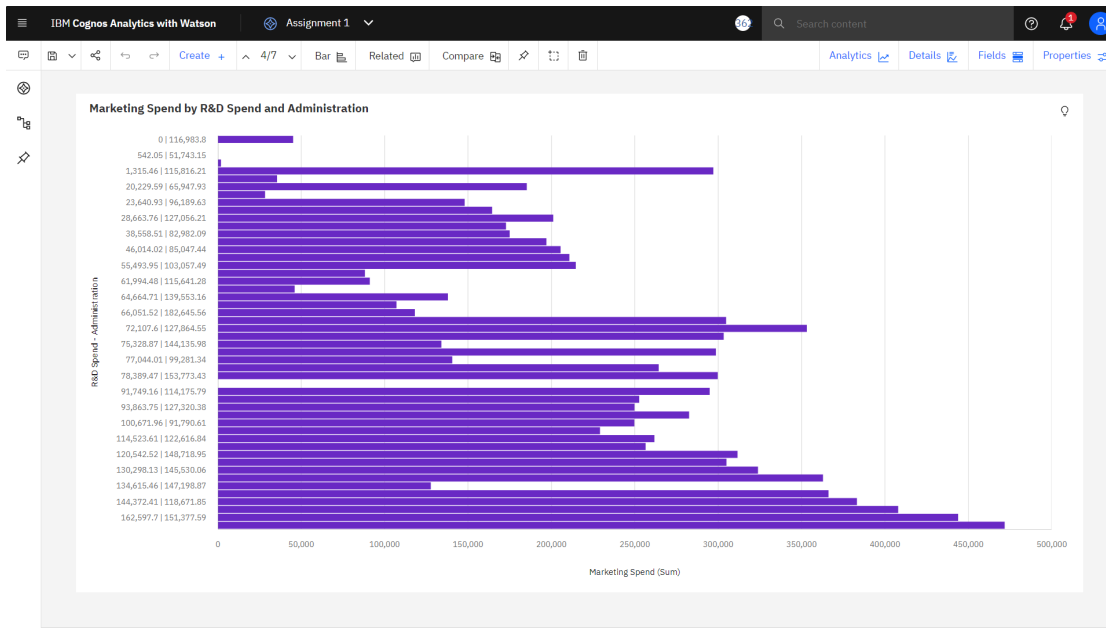 IBM Cognos Analytics with Watson
Assignment 1
362
Search content
1
Create +
4/7
Bar
Related
Compare
Analytics
Details
Fields
Properties
Marketing Spend by R&D Spend and Administration
R&D Spend - Administration
0 | 116,983.8
542.05 | 51,743.15
1,315.46 | 115,816.21
20,229.59 | 65,947.93
23,640.93 | 96,189.63
28,663.76 | 127,056.21
38,558.51 | 82,982.09
46,014.02 | 85,047.44
55,493.95 | 103,057.49
61,994.48 | 115,641.28
64,664.71 | 139,553.16
66,051.52 | 182,645.56
72,107.6 | 127,864.55
75,328.87 | 144,135.98
77,044.01 | 99,281.34
78,389.47 | 153,773.43
91,749.16 | 114,175.79
93,863.75 | 127,320.38
100,671.96 | 91,790.61
114,523.61 | 122,616.84
120,542.52 | 148,718.95
130,298.13 | 145,530.06
134,615.46 | 147,198.87
144,372.41 | 118,671.85
162,597.7 | 151,377.59
0 50,000 100,000 150,000 200,000 250,000 300,000 350,000 400,000 450,000 500,000
Marketing Spend (Sum)